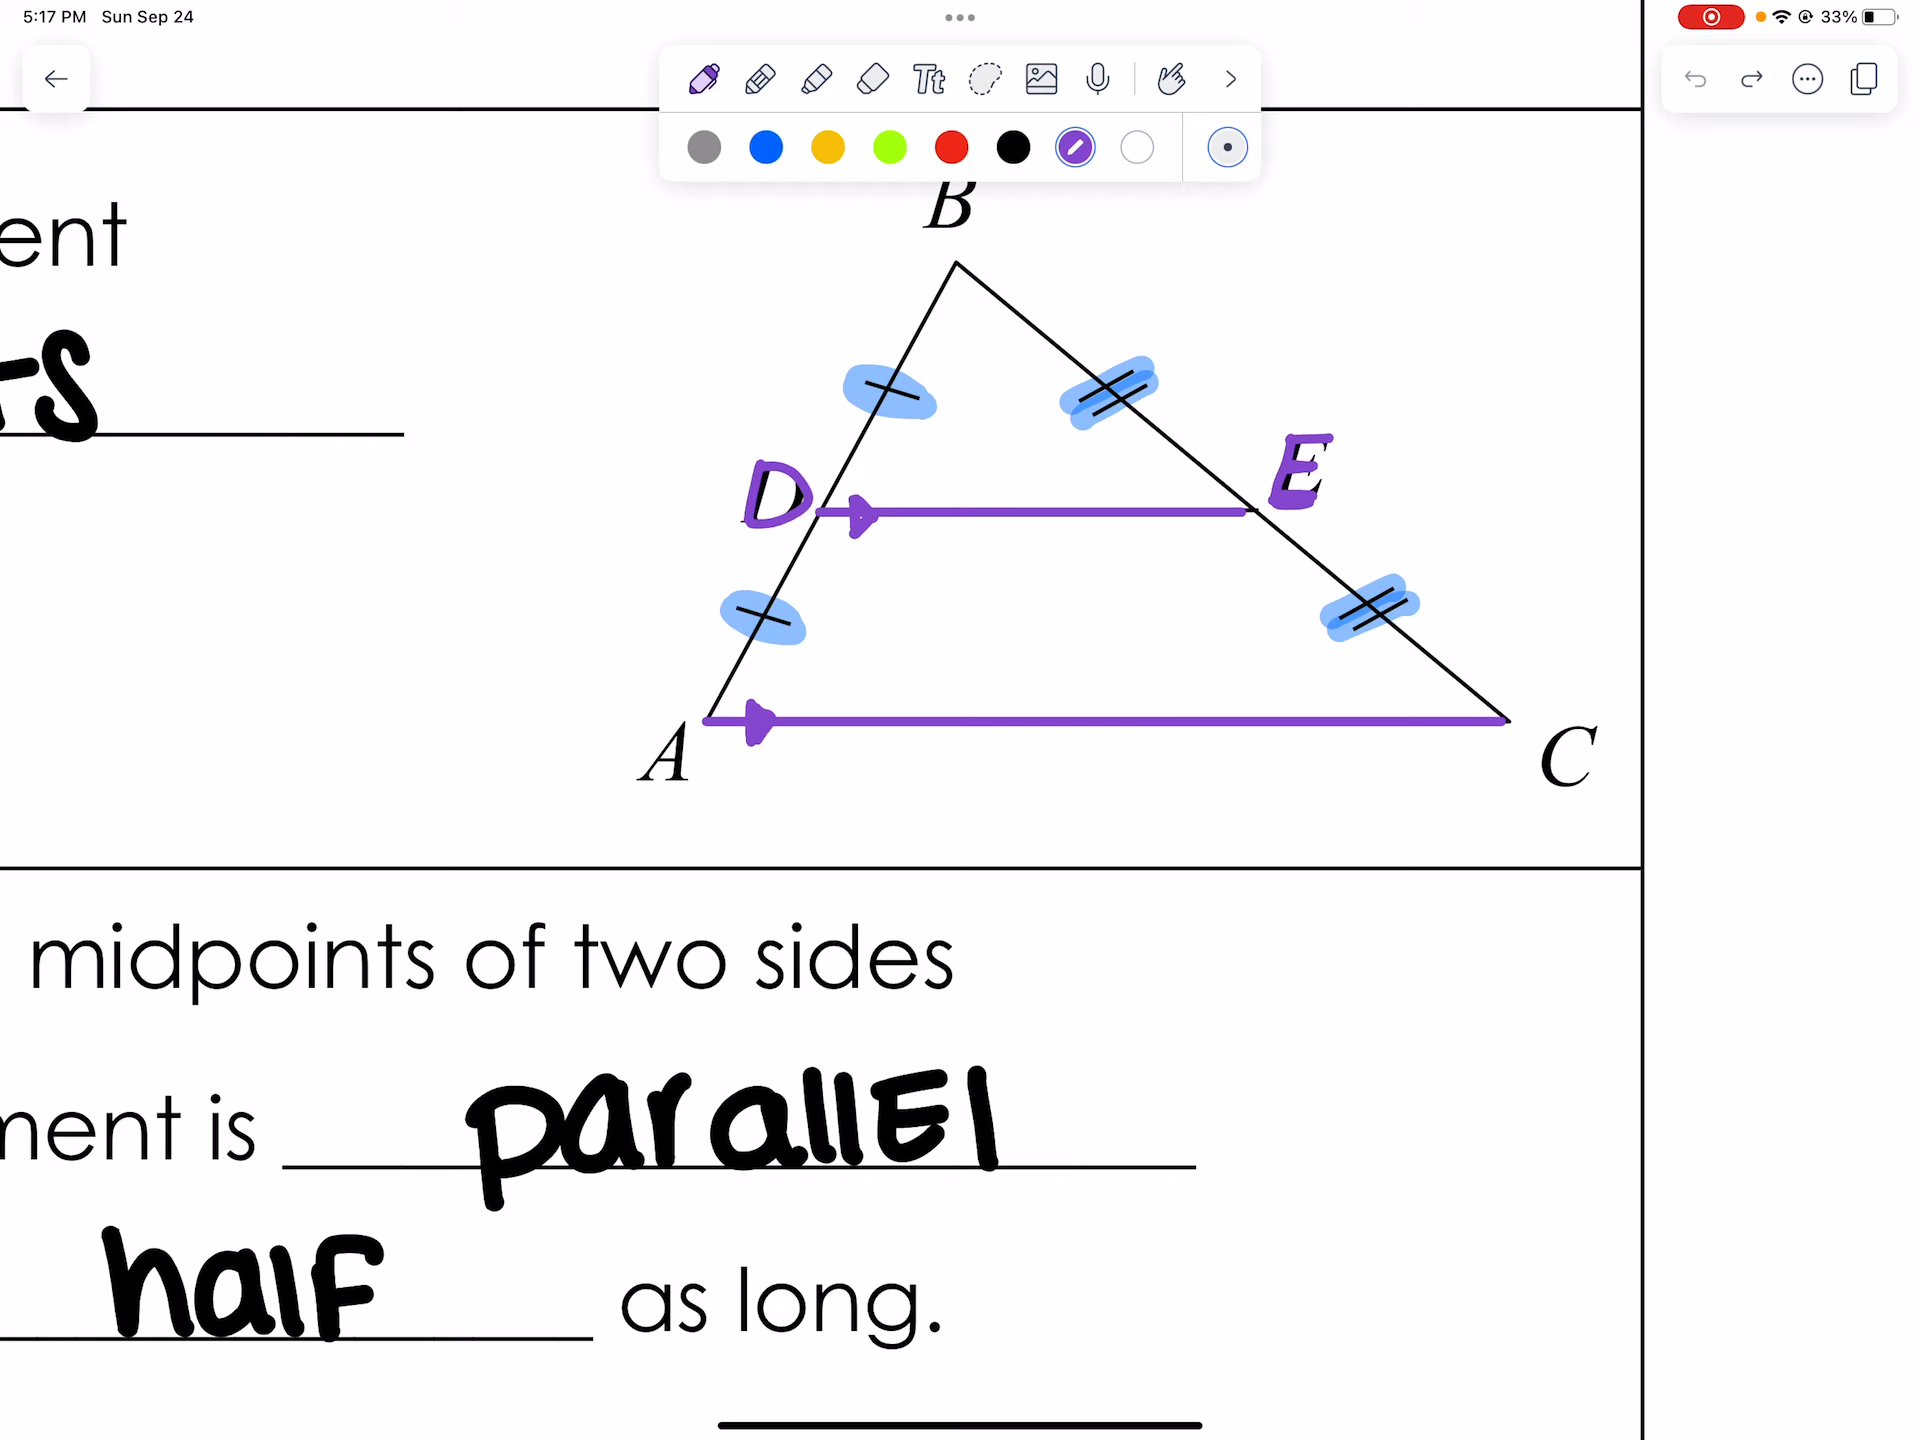 5:17 PM Sun Sep 24
33%
Tt
B
ent
TS
D
E
A
C
midpoints of two sides
ment is parallEl
half as long.